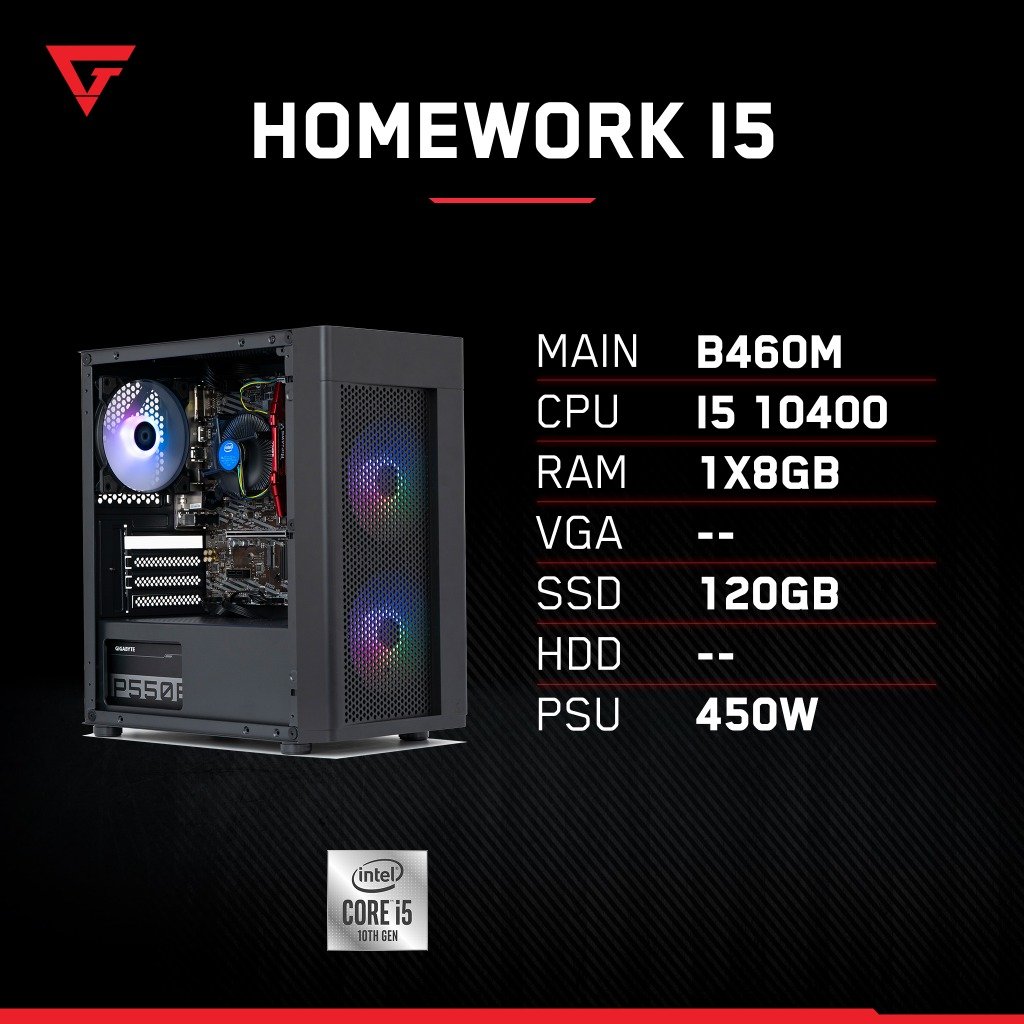 HOMEWORK I5
MAIN B460M
CPU I5 10400
RAM 1X8GB
VGA --
SSD 120GB
HDD --
PSU 450W
GIGABYTE
P550B
intel
CORE i5
10TH GEN